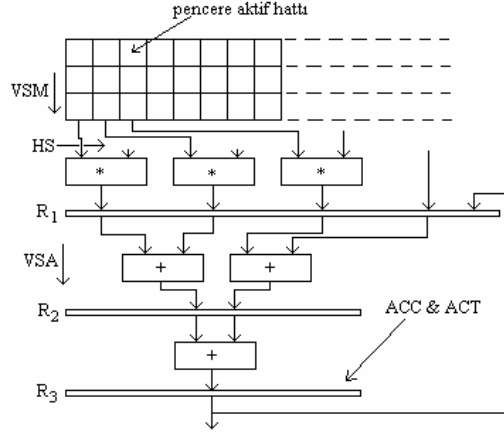 pencere aktif hattı
VSM
HS
* * *
R1
VSA
+ +
R2
ACC & ACT
+
R3